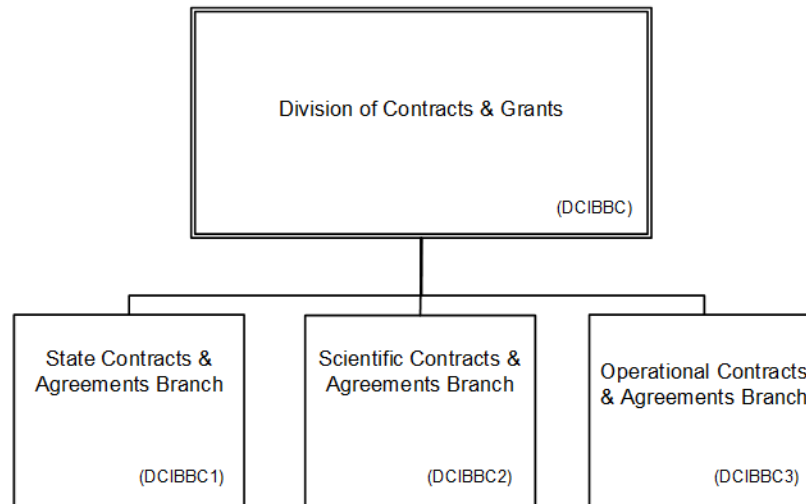 Division of Contracts & Grants
(DCIBBC)
State Contracts &
Agreements Branch
(DCIBBC1)
Scientific Contracts &
Agreements Branch
(DCIBBC2)
Operational Contracts
& Agreements Branch
(DCIBBC3)